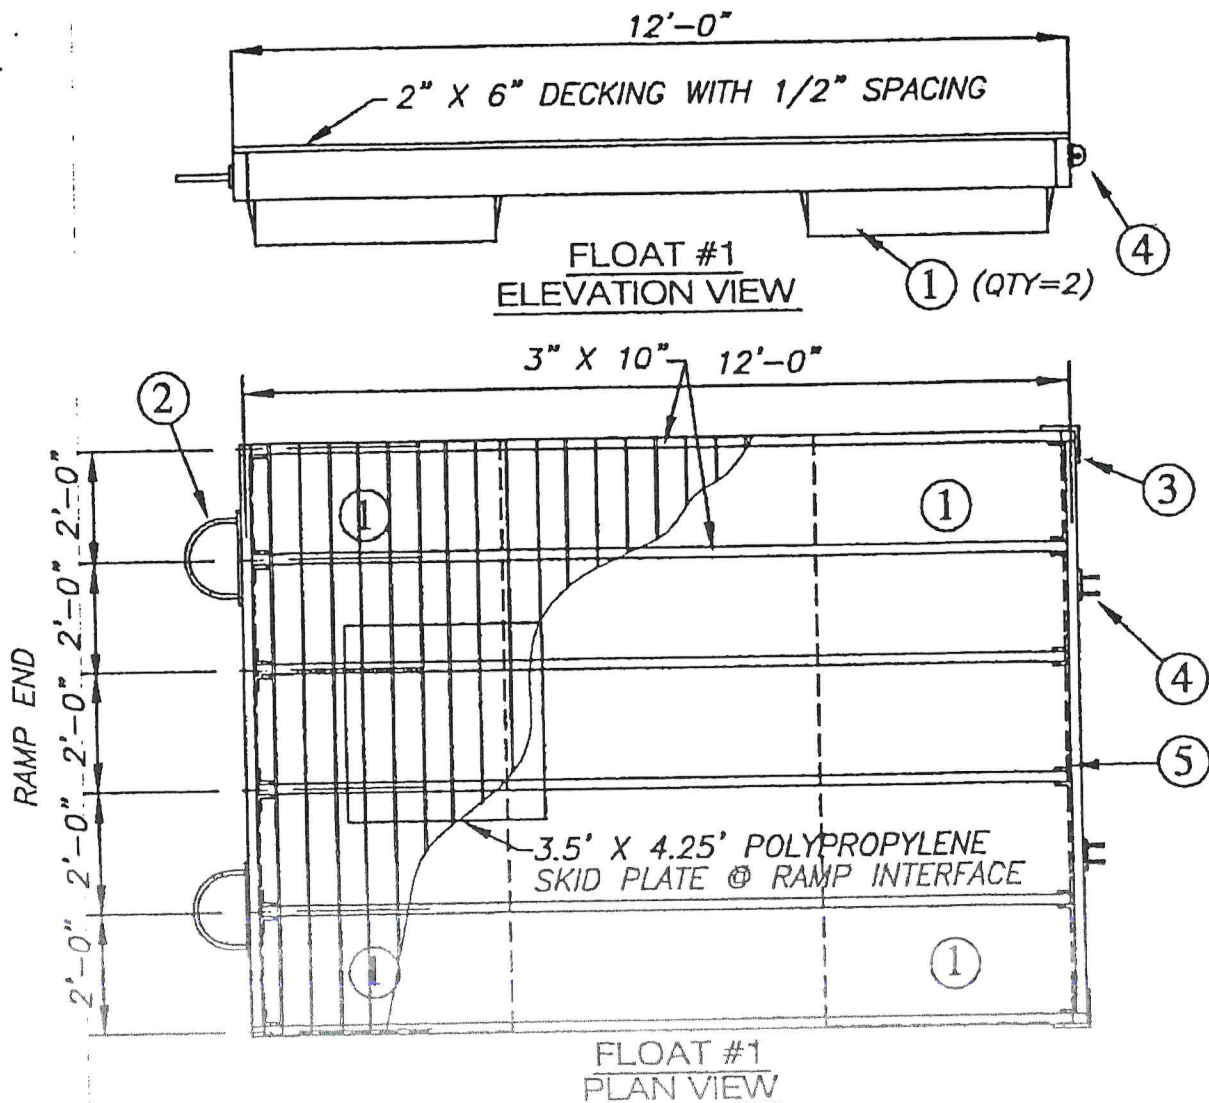 12'-0"
2" X 6" DECKING WITH 1/2" SPACING
4
FLOAT #1
ELEVATION VIEW
1 (QTY=2)
3" X 10"
12'-0"
2
3
1
1
2'-0"
2'-0"
2'-0"
2'-0"
2'-0"
RAMP END
4
5
3.5' X 4.25' POLYPROPYLENE
SKID PLATE @ RAMP INTERFACE
1
1
FLOAT #1
PLAN VIEW